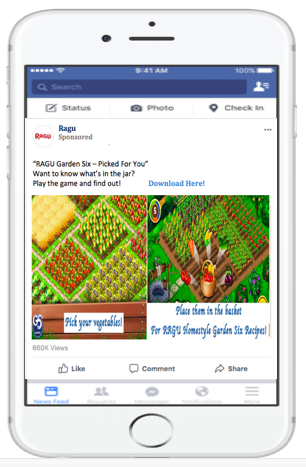 9:41 AM
100%
Search
Status Photo Check In
RAGÚ
Ragu
Sponsored
“RAGU Garden Six – Picked For You”
Want to know what's in the jar?
Play the game and find out! Download Here!
Pick your vegetables!
Place them in the basket
For RAGU Homestyle Garden Six Recipes!
860K Views
Like Comment Share
News Feed Requests Messenger Notifications More